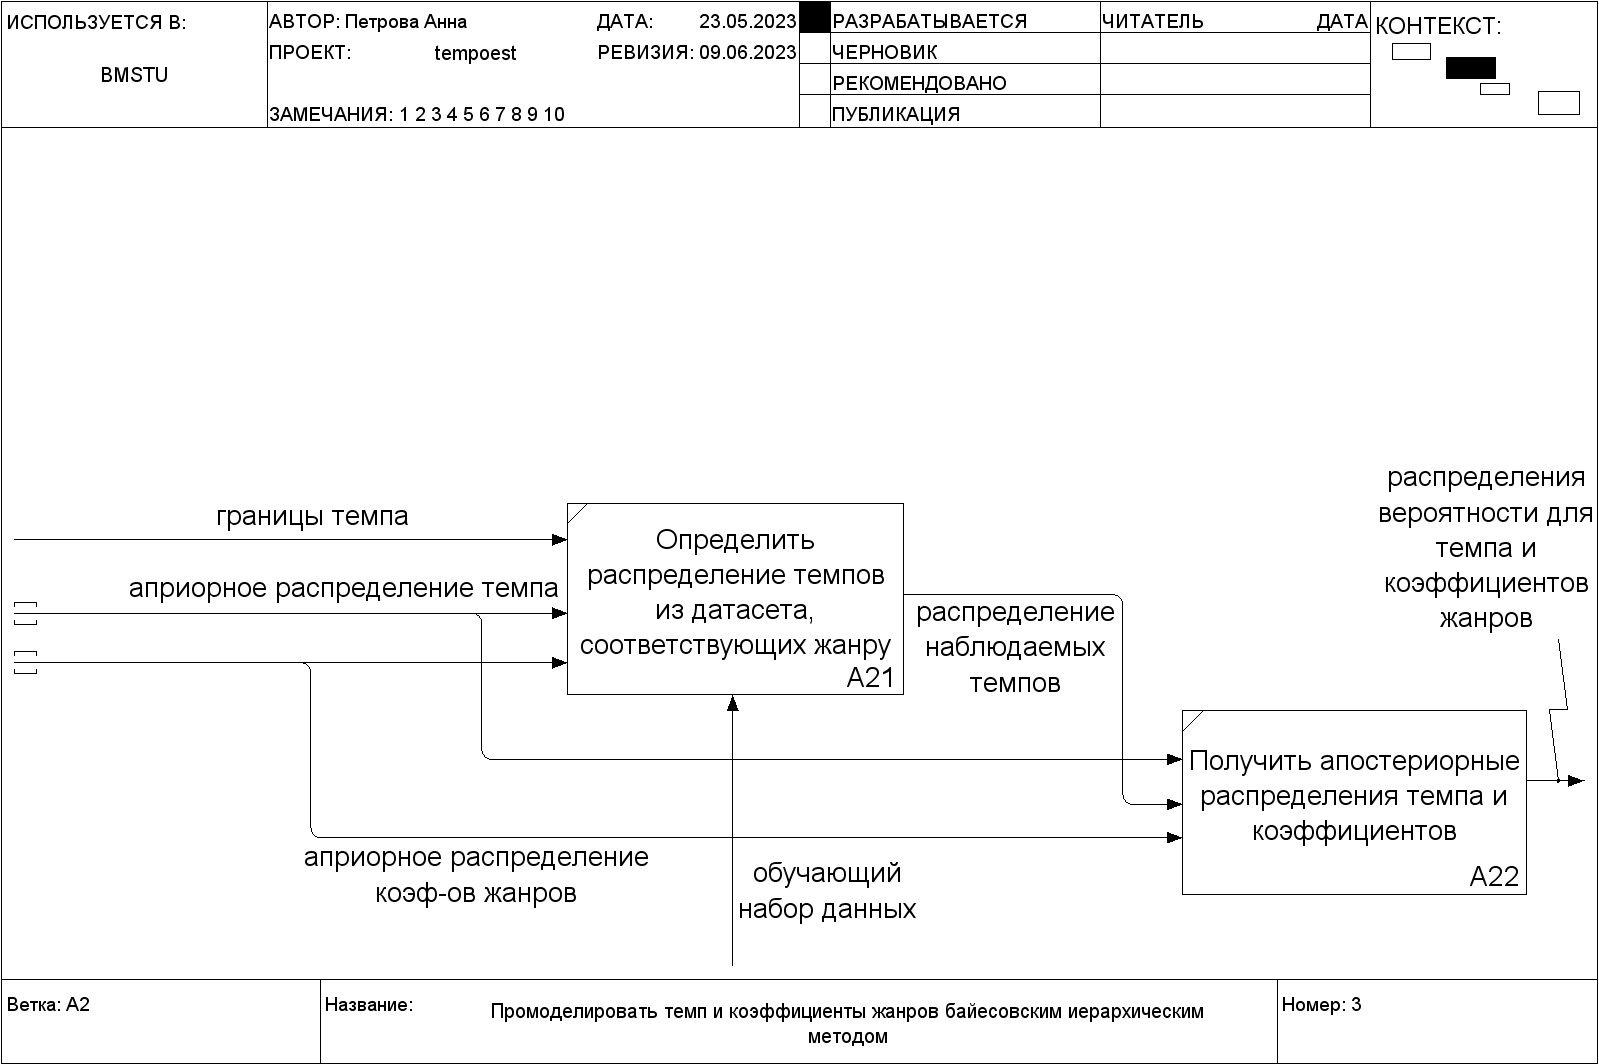 ИСПОЛЬЗУЕТСЯ В:
BMSTU
АВТОР: Петрова Анна
ДАТА: 23.05.2023
ПРОЕКТ: tempoest
РЕВИЗИЯ: 09.06.2023
ЗАМЕЧАНИЯ: 1 2 3 4 5 6 7 8 9 10
РАЗРАБАТЫВАЕТСЯ
ЧЕРНОВИК
РЕКОМЕНДОВАНО
ПУБЛИКАЦИЯ
ЧИТАТЕЛЬ ДАТА
КОНТЕКСТ:
границы темпа
априорное распределение темпа
Определить
распределение темпов
из датасета,
соответствующих жанру
A21
распределение
наблюдаемых
темпов
распределения
вероятности для
темпа и
коэффициентов
жанров
Получить апостериорные
распределения темпа и
коэффициентов
A22
априорное распределение
коэф-ов жанров
обучающий
набор данных
Ветка: A2
Название:
Промоделировать темп и коэффициенты жанров байесовским иерархическим
методом
Номер: 3